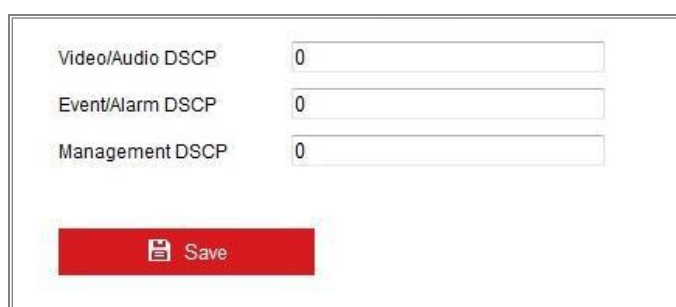 Video/Audio DSCP 0
Event/Alarm DSCP 0
Management DSCP 0
Save